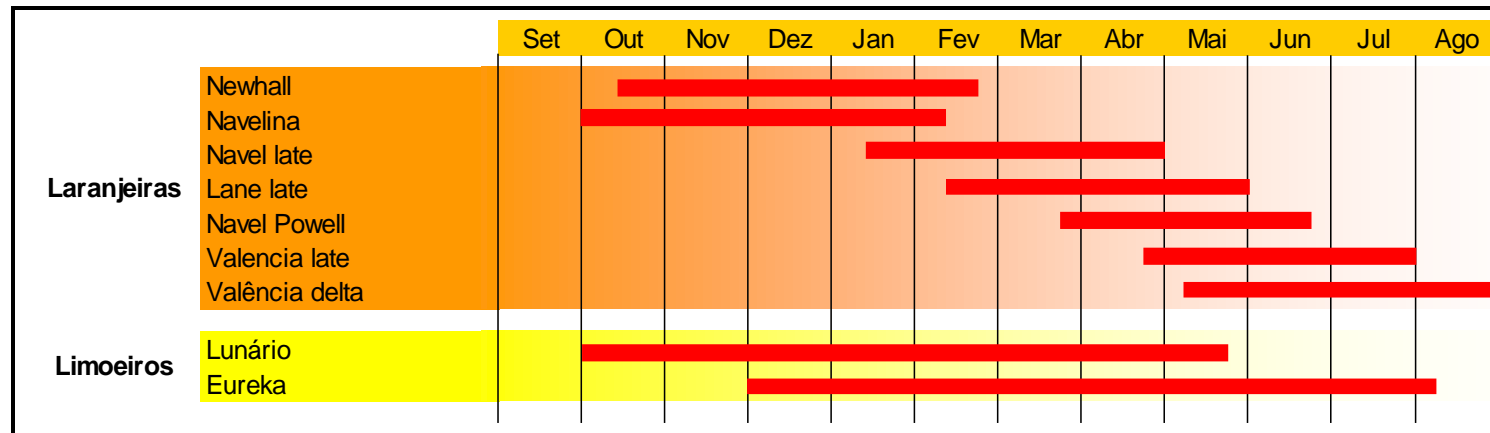 Set Out Nov Dez Jan Fev Mar Abr Mai Jun Jul Ago
Newhall
Navelina
Navel late
Laranjeiras
Lane late
Navel Powell
Valencia late
Valência delta
Lunário
Limoeiros
Eureka